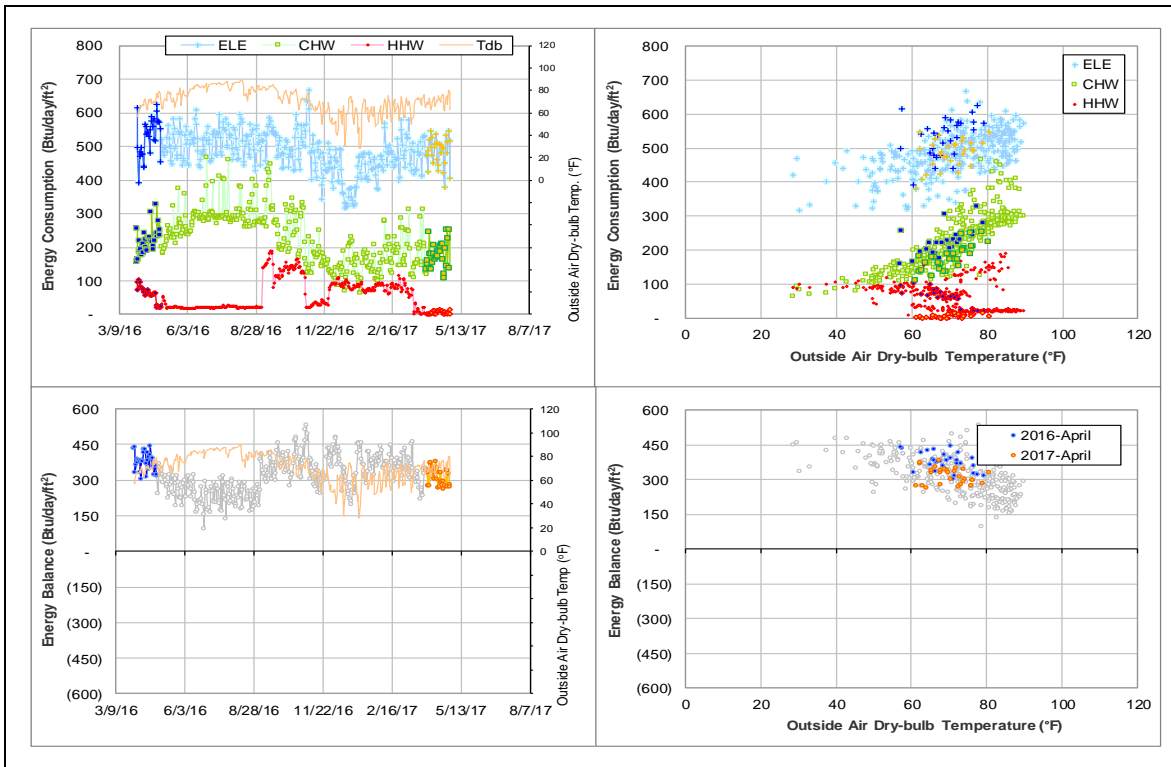 ELE CHW HHW Tdb
Energy Consumption (Btu/day/ft²)
800
700
600
500
400
300
200
100
-
120
100
80
60
40
20
0
Outside Air Dry-bulb Temp. (°F)
3/9/16 6/3/16 8/28/16 11/22/16 2/16/17 5/13/17 8/7/17
Energy Consumption (Btu/day/ft²)
800
700
600
500
400
300
200
100
-
ELE
CHW
HHW
0 20 40 60 80 100 120
Outside Air Dry-bulb Temperature (°F)
Energy Balance (Btu/day/ft²)
600
450
300
150
-
(150)
(300)
(450)
(600)
120
100
80
60
40
20
0
Outside Air Dry-bulb Temp (°F)
3/9/16 6/3/16 8/28/16 11/22/16 2/16/17 5/13/17 8/7/17
Energy Balance (Btu/day/ft²)
600
450
300
150
-
(150)
(300)
(450)
(600)
2016-April
2017-April
0 20 40 60 80 100 120
Outside Air Dry-bulb Temperature (°F)